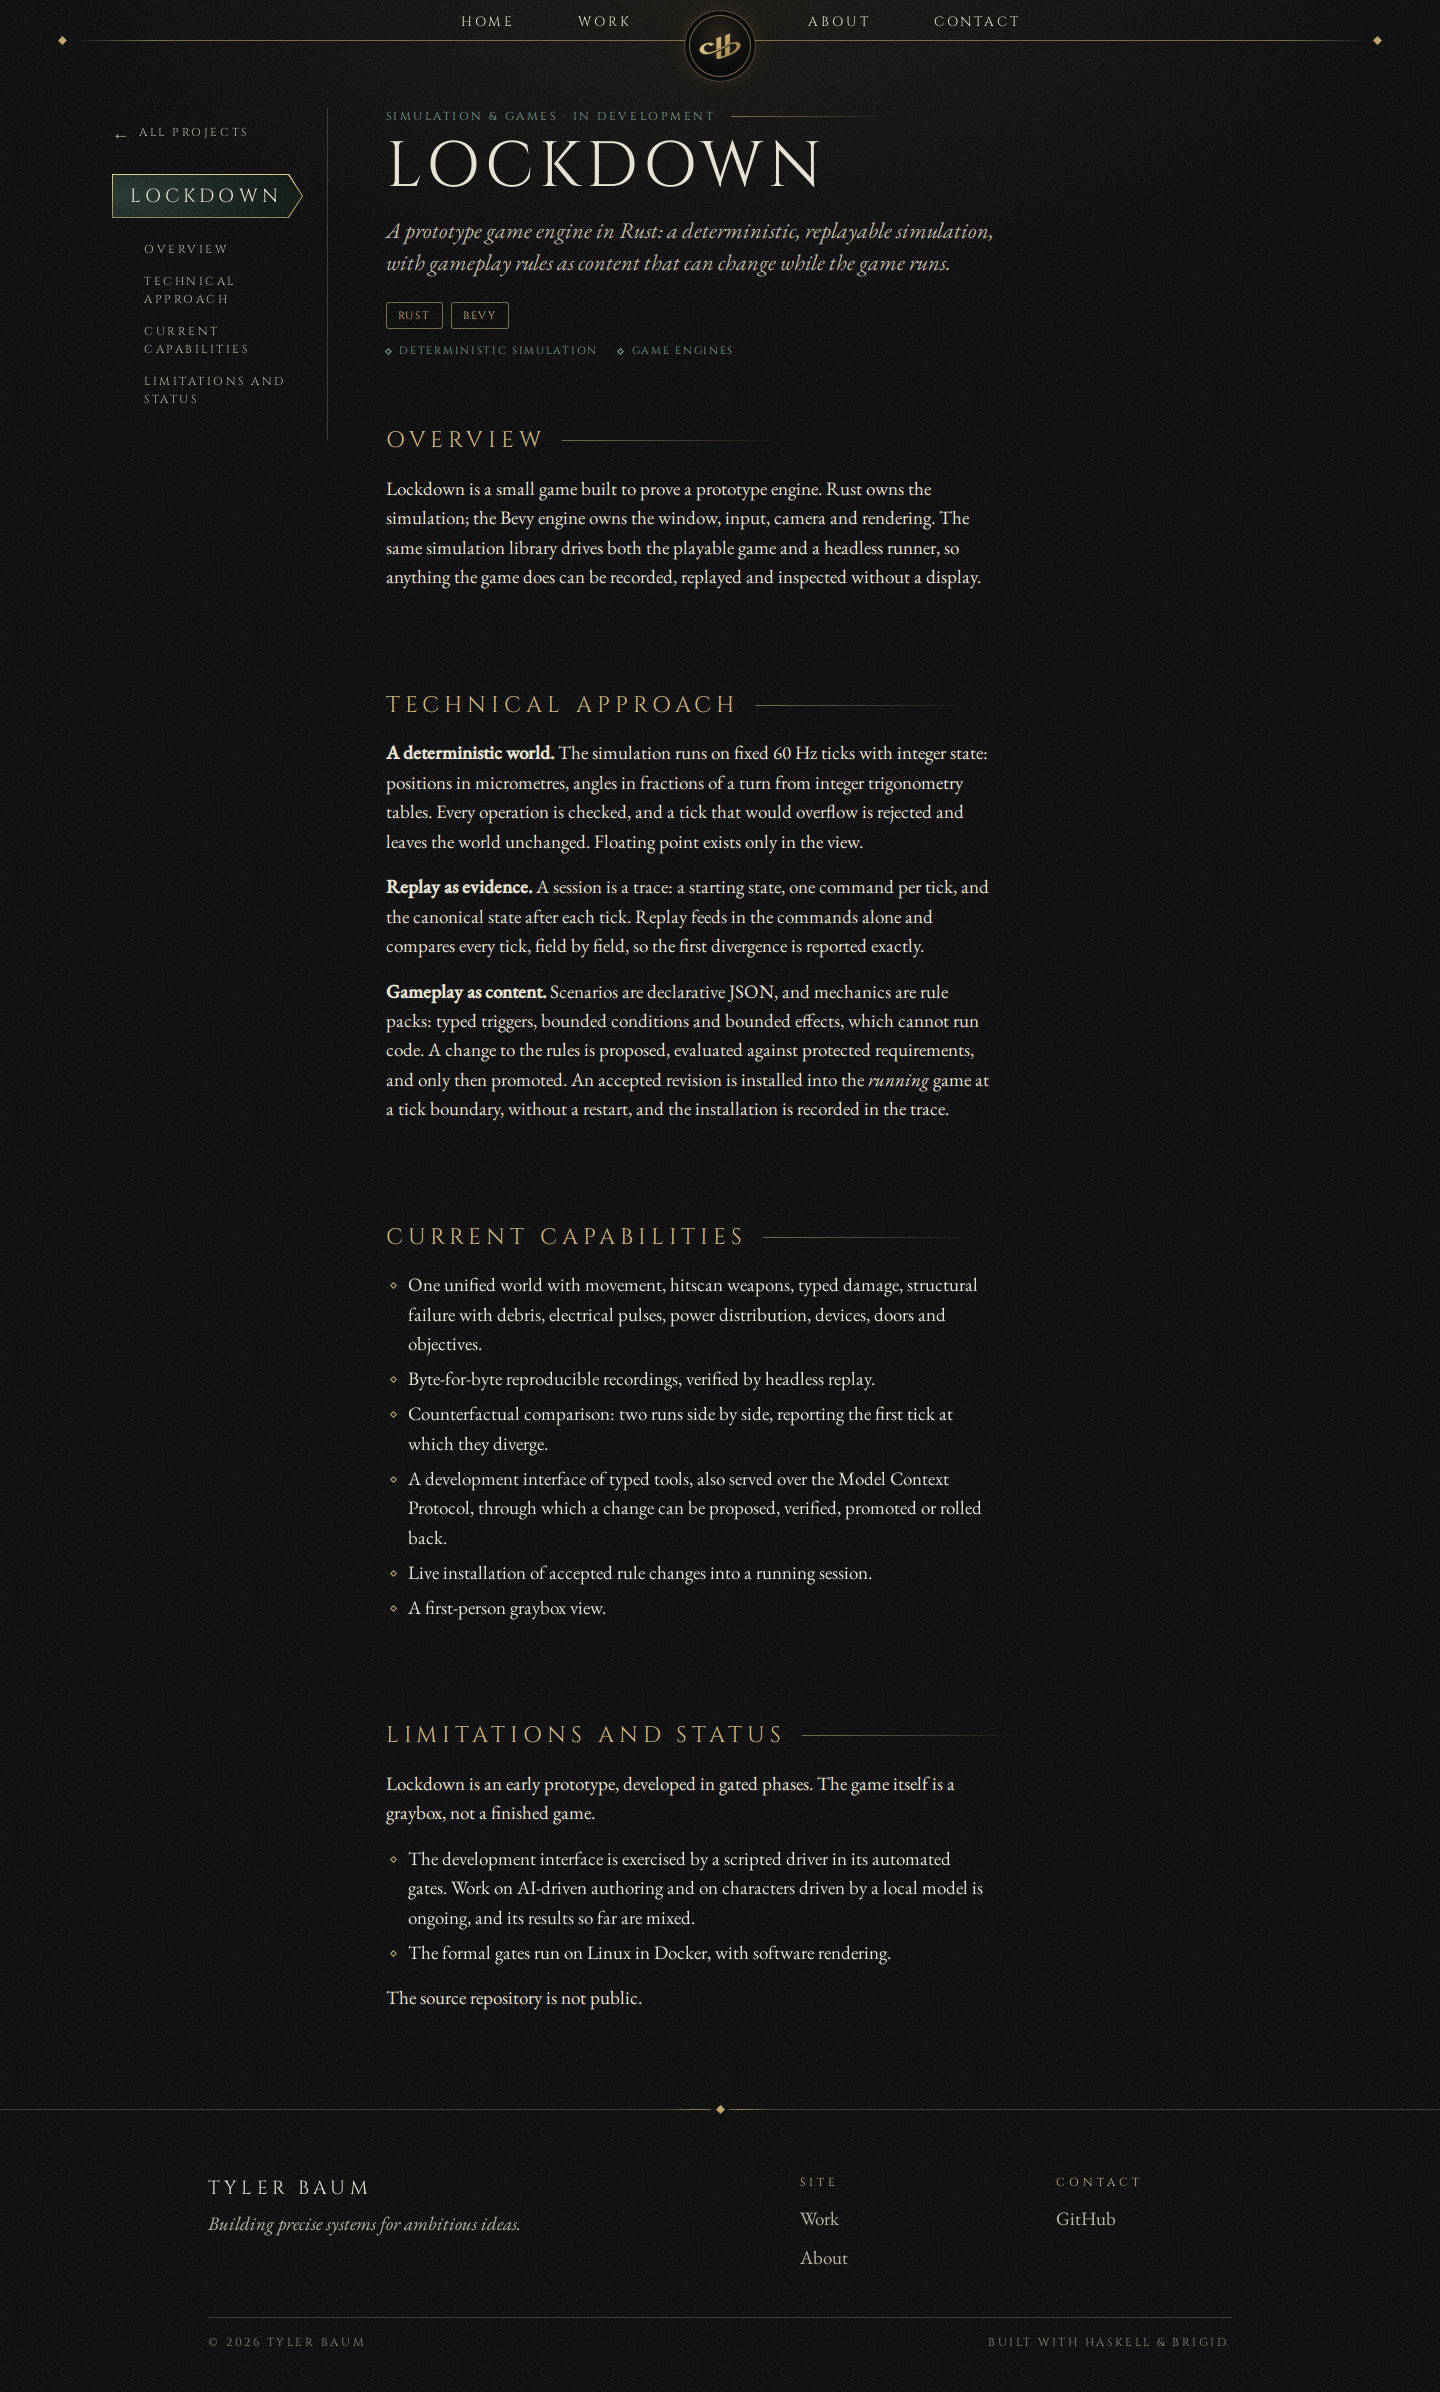 HOME
WORK
ABOUT
CONTACT
← ALL PROJECTS
LOCKDOWN
OVERVIEW
TECHNICAL
APPROACH
CURRENT
CAPABILITIES
LIMITATIONS AND
STATUS
SIMULATION & GAMES · IN DEVELOPMENT
LOCKDOWN
A prototype game engine in Rust: a deterministic, replayable simulation,
with gameplay rules as content that can change while the game runs.
RUST
BEVY
DETERMINISTIC SIMULATION
GAME ENGINES
OVERVIEW
Lockdown is a small game built to prove a prototype engine. Rust owns the
simulation; the Bevy engine owns the window, input, camera and rendering. The
same simulation library drives both the playable game and a headless runner, so
anything the game does can be recorded, replayed and inspected without a display.
TECHNICAL APPROACH
A deterministic world. The simulation runs on fixed 60 Hz ticks with integer state:
positions in micrometres, angles in fractions of a turn from integer trigonometry
tables. Every operation is checked, and a tick that would overflow is rejected and
leaves the world unchanged. Floating point exists only in the view.
Replay as evidence. A session is a trace: a starting state, one command per tick, and
the canonical state after each tick. Replay feeds in the commands alone and
compares every tick, field by field, so the first divergence is reported exactly.
Gameplay as content. Scenarios are declarative JSON, and mechanics are rule
packs: typed triggers, bounded conditions and bounded effects, which cannot run
code. A change to the rules is proposed, evaluated against protected requirements,
and only then promoted. An accepted revision is installed into the running game at
a tick boundary, without a restart, and the installation is recorded in the trace.
CURRENT CAPABILITIES
One unified world with movement, hitscan weapons, typed damage, structural
failure with debris, electrical pulses, power distribution, devices, doors and
objectives.
Byte-for-byte reproducible recordings, verified by headless replay.
Counterfactual comparison: two runs side by side, reporting the first tick at
which they diverge.
A development interface of typed tools, also served over the Model Context
Protocol, through which a change can be proposed, verified, promoted or rolled
back.
Live installation of accepted rule changes into a running session.
A first-person graybox view.
LIMITATIONS AND STATUS
Lockdown is an early prototype, developed in gated phases. The game itself is a
graybox, not a finished game.
The development interface is exercised by a scripted driver in its automated
gates. Work on AI-driven authoring and on characters driven by a local model is
ongoing, and its results so far are mixed.
The formal gates run on Linux in Docker, with software rendering.
The source repository is not public.
TYLER BAUM
Building precise systems for ambitious ideas.
SITE
Work
About
CONTACT
GitHub
© 2026 TYLER BAUM
BUILT WITH HASKELL & BRIGID.